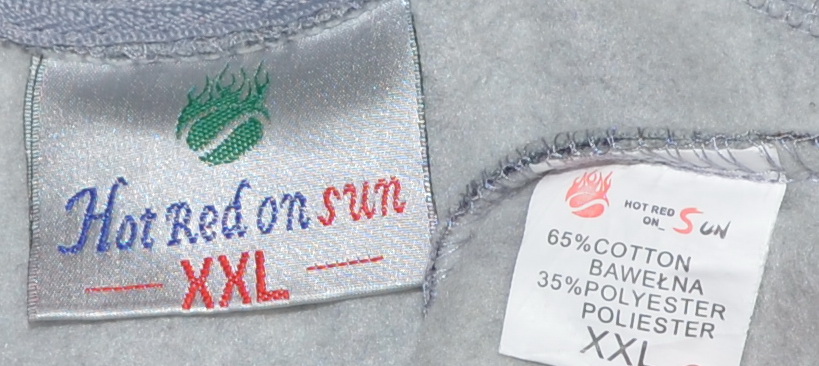 Hot Red on sun
XXL
HOT RED
ON_ SUN
65%COTTON
BAWEŁNA
35%POLYESTER
POLIESTER
XXL